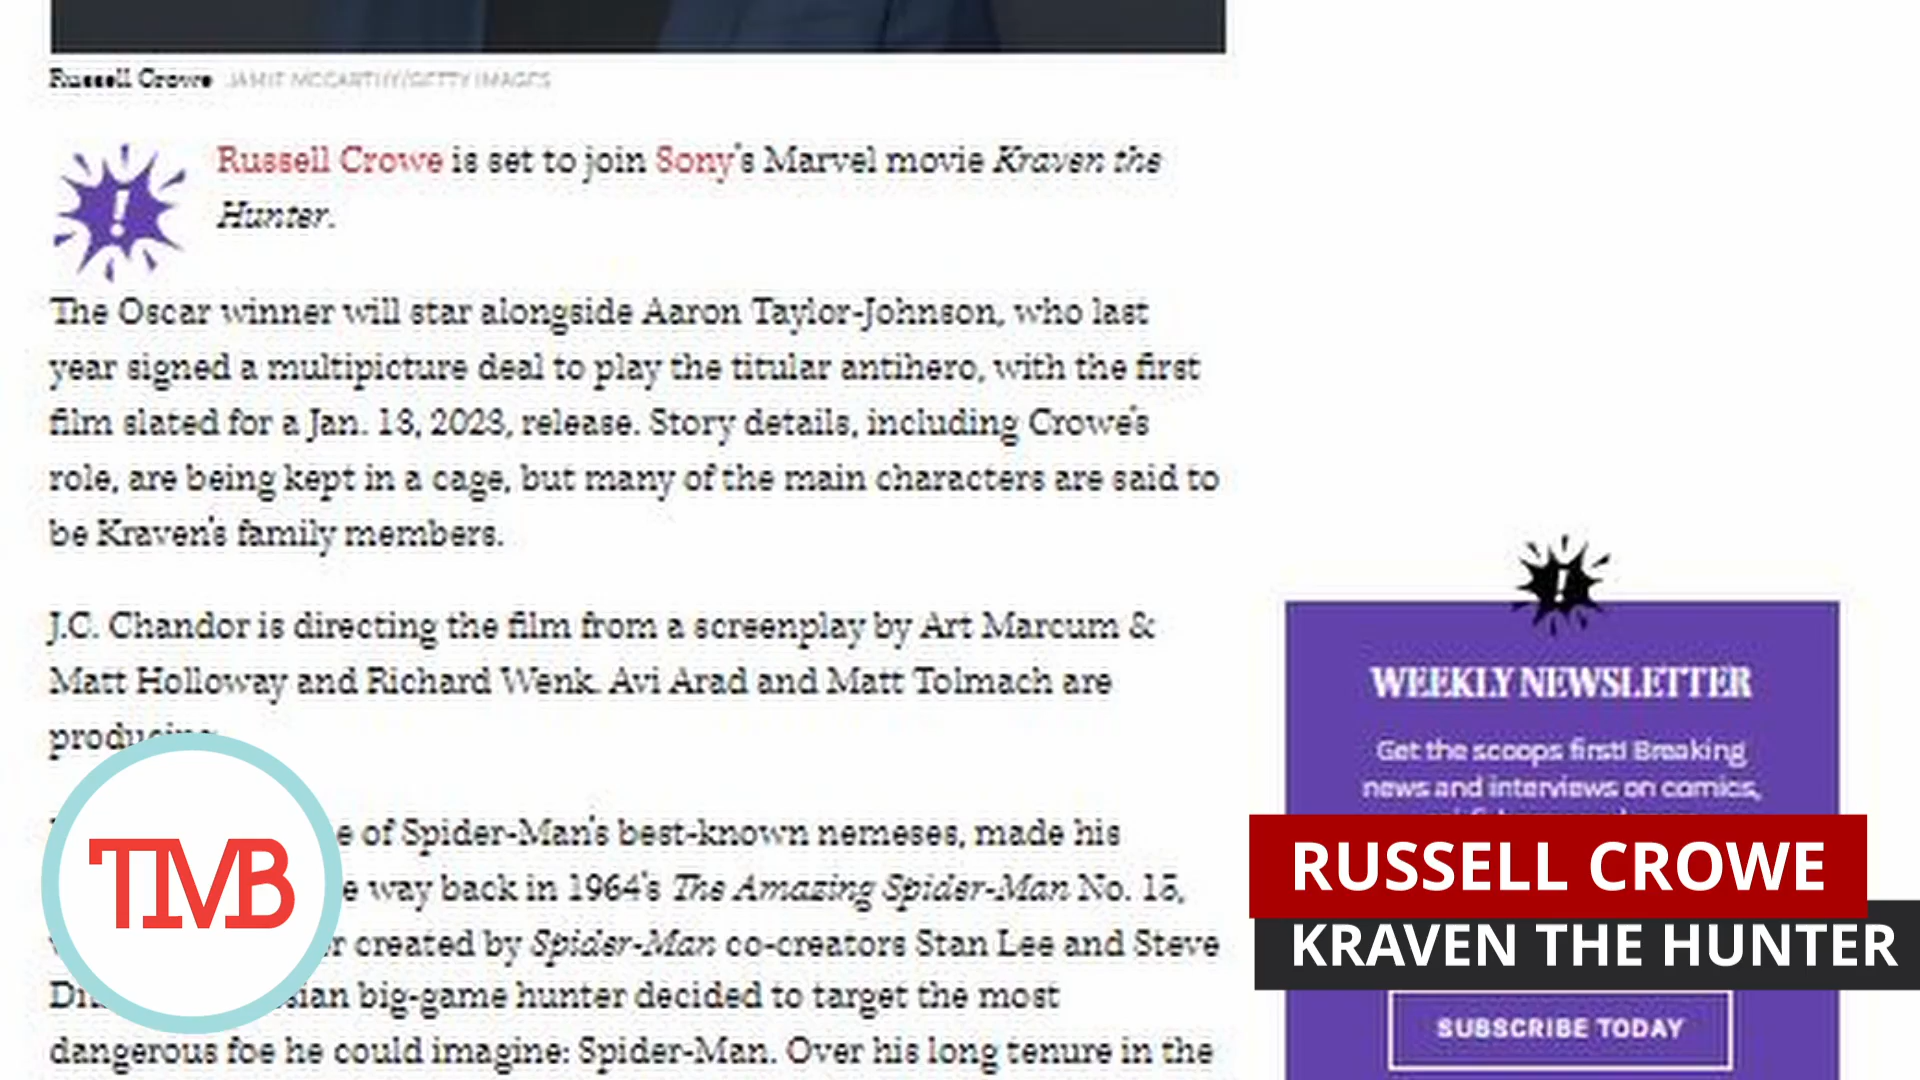 Russell Crowe JAMIE MCCARTHY/GETTY IMAGES
Russell Crowe is set to join Sony's Marvel movie Kraven the
Hunter.
The Oscar winner will star alongside Aaron Taylor-Johnson, who last
year signed a multipicture deal to play the titular antihero, with the first
film slated for a Jan. 13, 2023, release. Story details, including Crowe's
role, are being kept in a cage, but many of the main characters are said to
be Kraven's family members.
J.C. Chandor is directing the film from a screenplay by Art Marcum &
Matt Holloway and Richard Wenk. Avi Arad and Matt Tolmach are
producing.
e of Spider-Man's best-known nemeses, made his
e way back in 1964's The Amazing Spider-Man No. 15,
r created by Spider-Man co-creators Stan Lee and Steve
Di sian big-game hunter decided to target the most
dangerous foe he could imagine: Spider-Man. Over his long tenure in the
TMB
WEEKLY NEWSLETTER
Get the scoops first! Breaking
news and interviews on comics,
RUSSELL CROWE
KRAVEN THE HUNTER
SUBSCRIBE TODAY